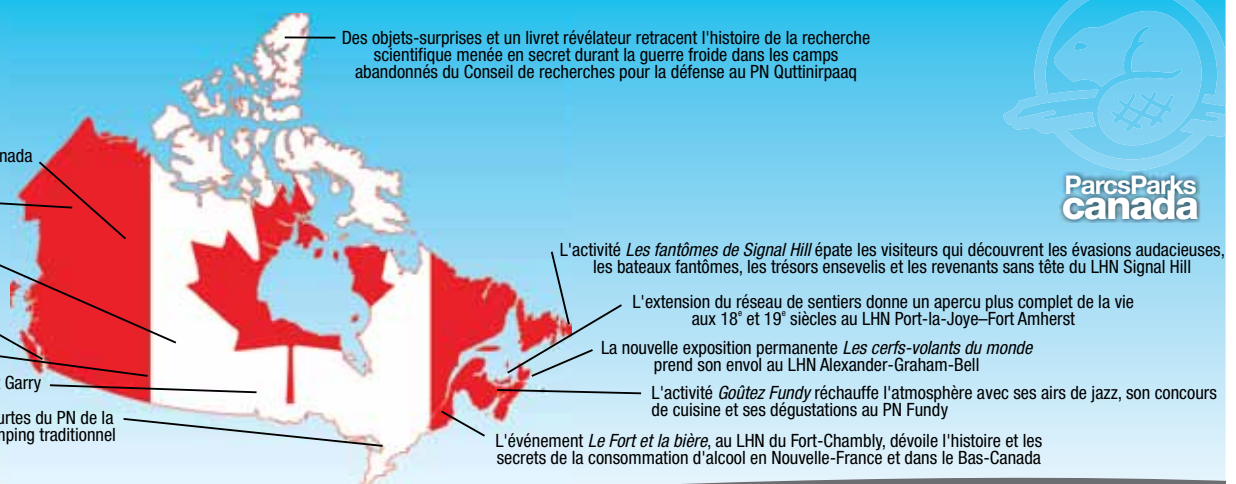 Des objets-surprises et un livret révélateur retracent l'histoire de la recherche
scientifique menée en secret durant la guerre froide dans les camps
abandonnés du Conseil de recherches pour la défense au PN Quttinirpaaq
nada
ParcsParks
canada
L'activité Les fantômes de Signal Hill épate les visiteurs qui découvrent les évasions audacieuses,
les bateaux fantômes, les trésors ensevelis et les revenants sans tête du LHN Signal Hill
L'extension du réseau de sentiers donne un apercu plus complet de la vie
aux 18e et 19e siècles au LHN Port-la-Joye–Fort Amherst
La nouvelle exposition permanente Les cerfs-volants du monde
prend son envol au LHN Alexander-Graham-Bell
Garry
L'activité Goûtez Fundy réchauffe l'atmosphère avec ses airs de jazz, son concours
de cuisine et ses dégustations au PN Fundy
urtes du PN de la
mping traditionnel
L'événement Le Fort et la bière, au LHN du Fort-Chambly, dévoile l'histoire et les
secrets de la consommation d'alcool en Nouvelle-France et dans le Bas-Canada